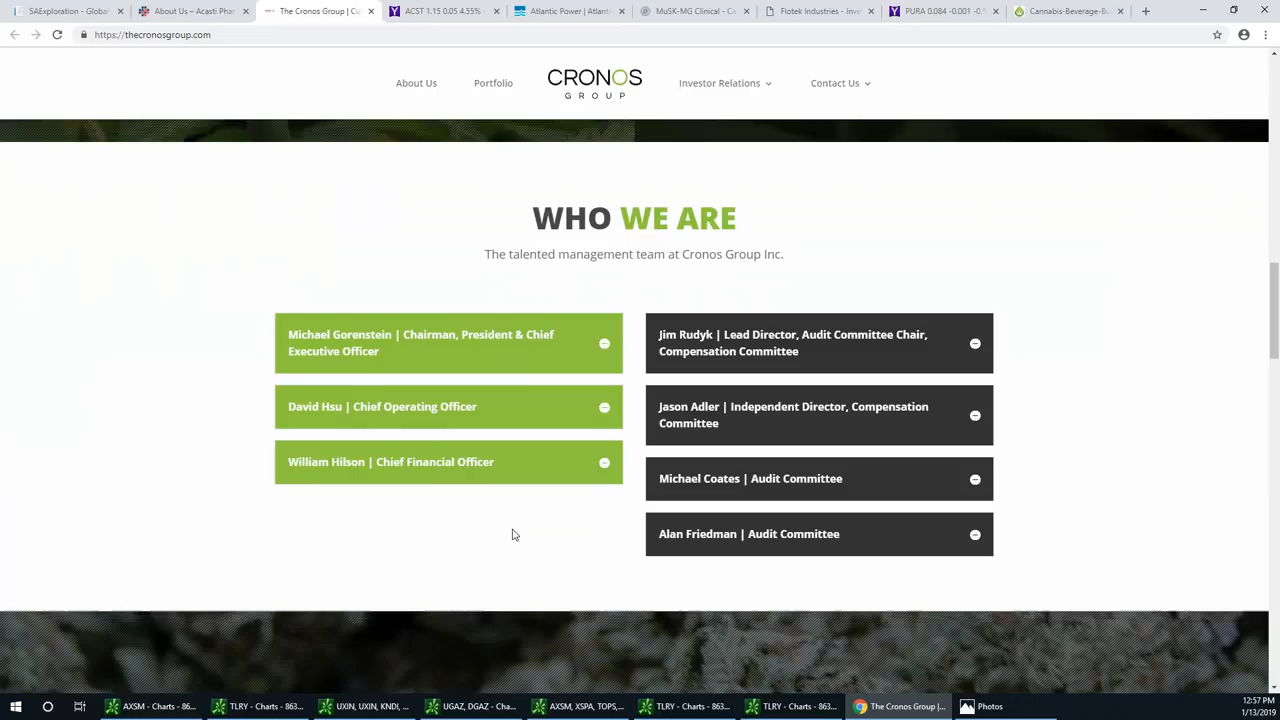 SAExploration - Global
About Us – Acasti Phar
The Cronos Group | Cu
ACST 1.15 0.05 4.55%
Atlantic Power | Atlanti
MuSK-MG Clinical - Ca
Flotek Industries - Inve
PURA 0.084 -0.001 -0.
Cannabis-Beverage-Bu
https://thecronosgroup.com
About Us
Portfolio
CRONOS
GROUP
Investor Relations
Contact Us
WHO WE ARE
The talented management team at Cronos Group Inc.
Michael Gorenstein | Chairman, President & Chief
Executive Officer
David Hsu | Chief Operating Officer
William Hilson | Chief Financial Officer
Jim Rudyk | Lead Director, Audit Committee Chair,
Compensation Committee
Jason Adler | Independent Director, Compensation
Committee
Michael Coates | Audit Committee
Alan Friedman | Audit Committee
AXSM - Charts - 86...
TLRY - Charts - 863...
UXIN, UXIN, KNDI, ...
UGAZ, DGAZ - Cha...
AXSM, XSPA, TOPS,...
TLRY - Charts - 863...
TLRY - Charts - 863...
The Cronos Group |...
Photos
12:57 PM
1/13/2019